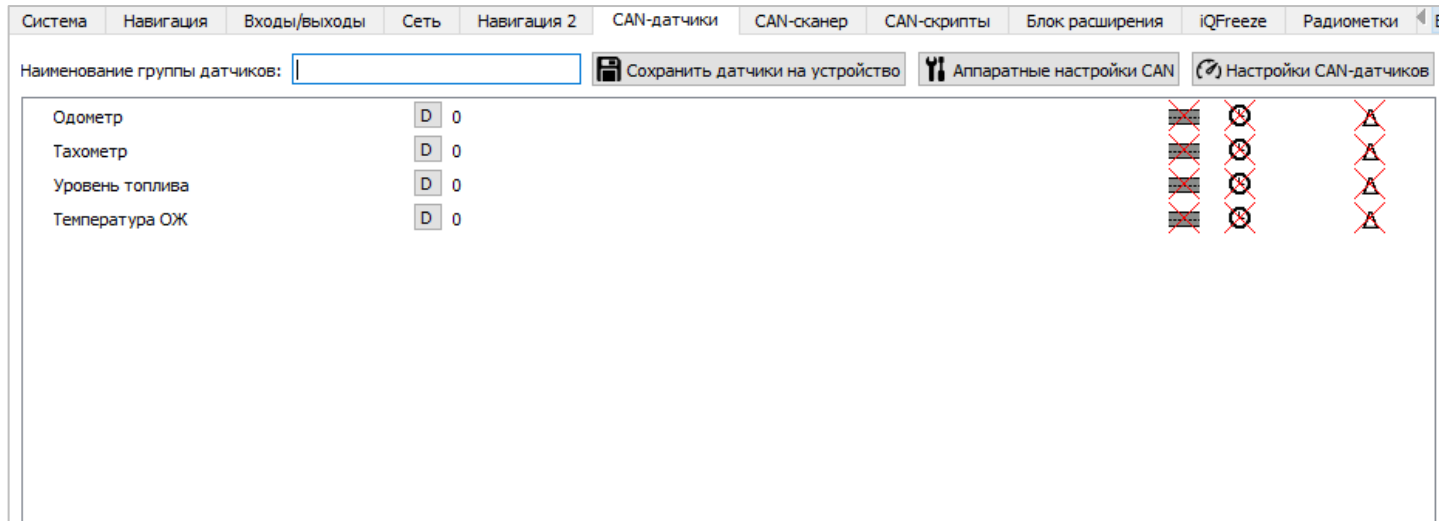 Система Навигация Входы/выходы Сеть Навигация 2 CAN-датчики CAN-сканер CAN-скрипты Блок расширения iQFreeze Радиометки
Наименование группы датчиков: Сохранить датчики на устройство Аппаратные настройки CAN Настройки CAN-датчиков
Одометр D 0
Тахометр D 0
Уровень топлива D 0
Температура ОЖ D 0